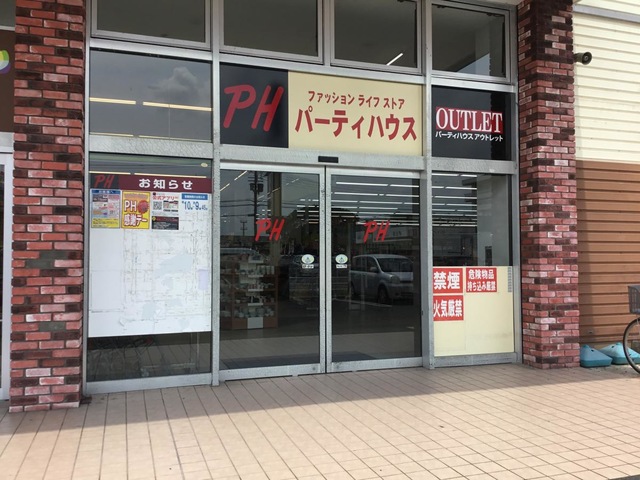 PH
ファッション ライフ ストア
パーティハウス
OUTLET
パーティハウス アウトレット
PH お知らせ
PH
PH
PH
禁煙
危険物品
持ち込み厳禁
火気厳禁